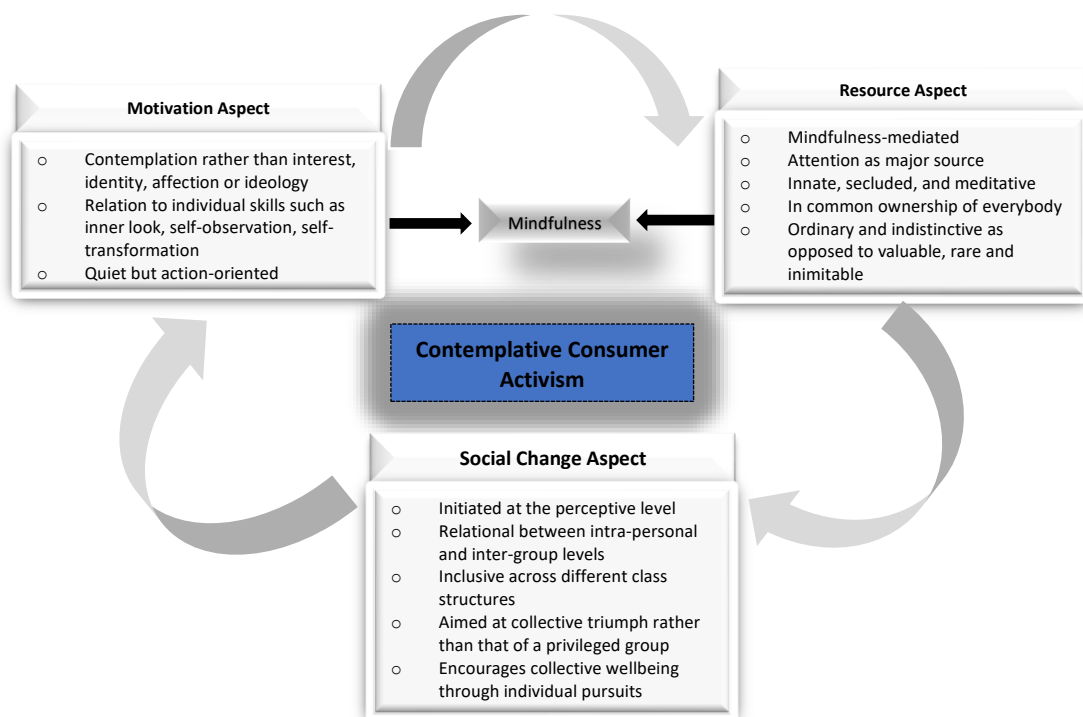 Motivation Aspect
o Contemplation rather than interest,
identity, affection or ideology
o Relation to individual skills such as
inner look, self-observation, self-
transformation
o Quiet but action-oriented
Mindfulness
Resource Aspect
o Mindfulness-mediated
o Attention as major source
o Innate, secluded, and meditative
o In common ownership of everybody
o Ordinary and indistinctive as
opposed to valuable, rare and
inimitable
Contemplative Consumer
Activism
Social Change Aspect
o Initiated at the perceptive level
o Relational between intra-personal
and inter-group levels
o Inclusive across different class
structures
o Aimed at collective triumph rather
than that of a privileged group
o Encourages collective wellbeing
through individual pursuits